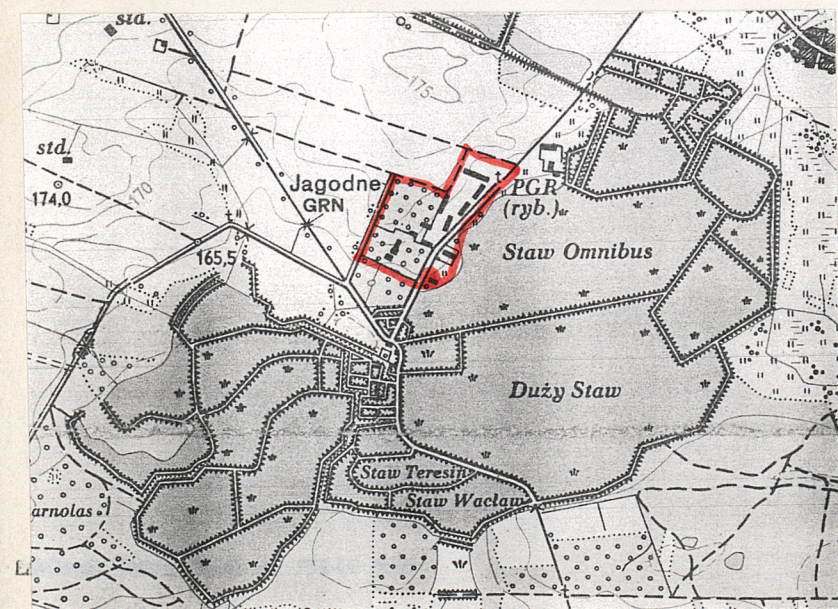 std.
175
std.
174,0
170
Jagodne
GRN
PGR
(ryb.)
165,5
Staw Omnibus
Duży Staw
Staw Teresin
Staw Wacław
arnolas